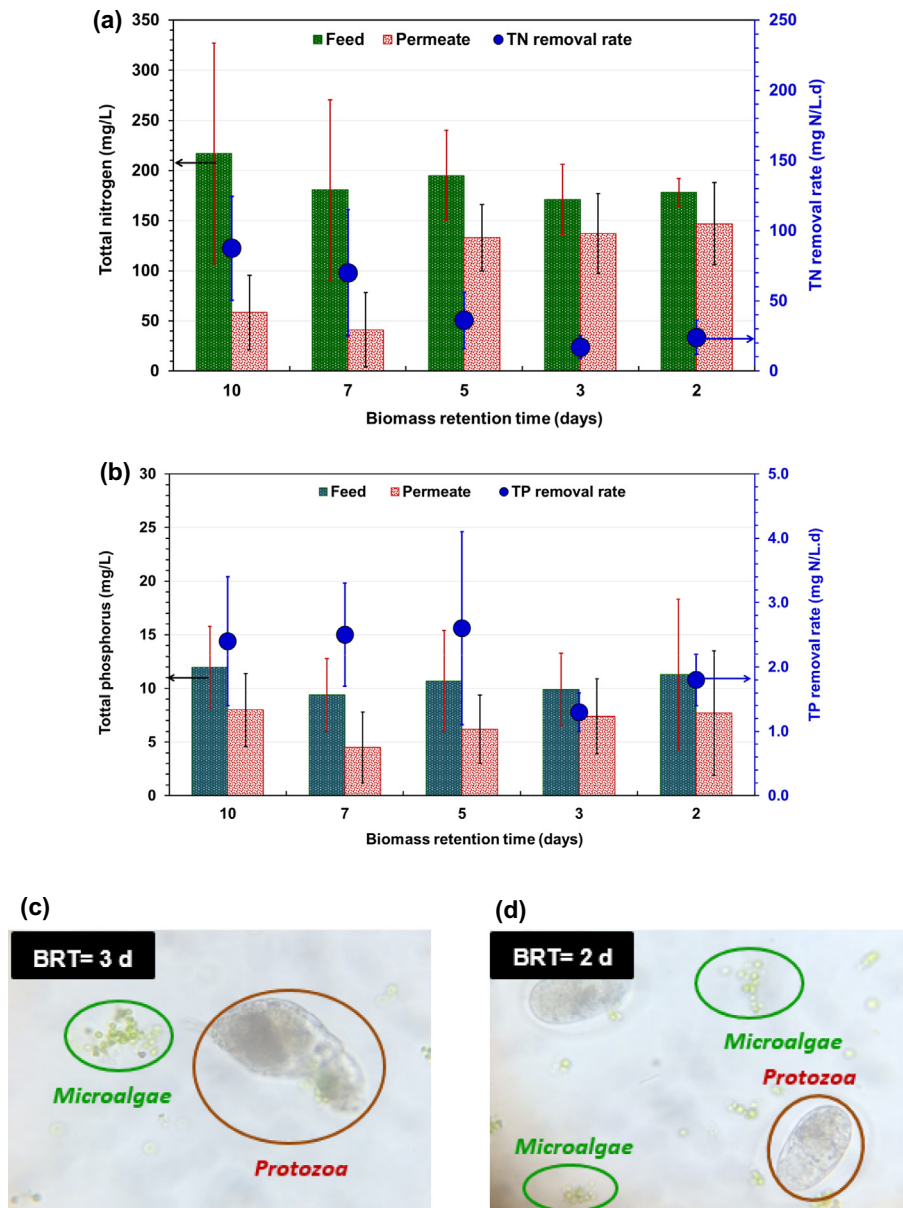 (a)
350
300
250
200
150
100
50
0
Tottal nitrogen (mg/L)
Feed
Permeate
TN removal rate
250
200
150
100
50
0
TN removal rate (mg N/L.d)
10 7 5 3 2
Biomass retention time (days)
(b)
30
25
20
15
10
5
0
Tottal phosphorus (mg/L)
Feed
Permeate
TP removal rate
5.0
4.0
3.0
2.0
1.0
0.0
TP removal rate (mg N/L.d)
10 7 5 3 2
Biomass retention time (days)
(c)
BRT= 3 d
Microalgae
Protozoa
(d)
BRT= 2 d
Microalgae
Protozoa
Microalgae